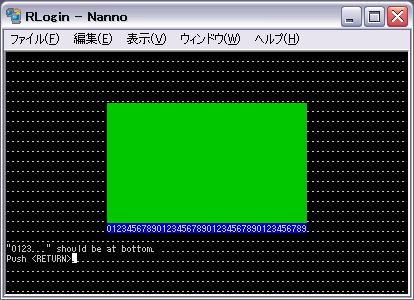 RLogin - Nanno
ファイル(F) 編集(E) 表示(V) ウィンドウ(W) ヘルプ(H)
0123456789012345678901234567890123456789
"0123..." should be at bottom.
Push <RETURN>